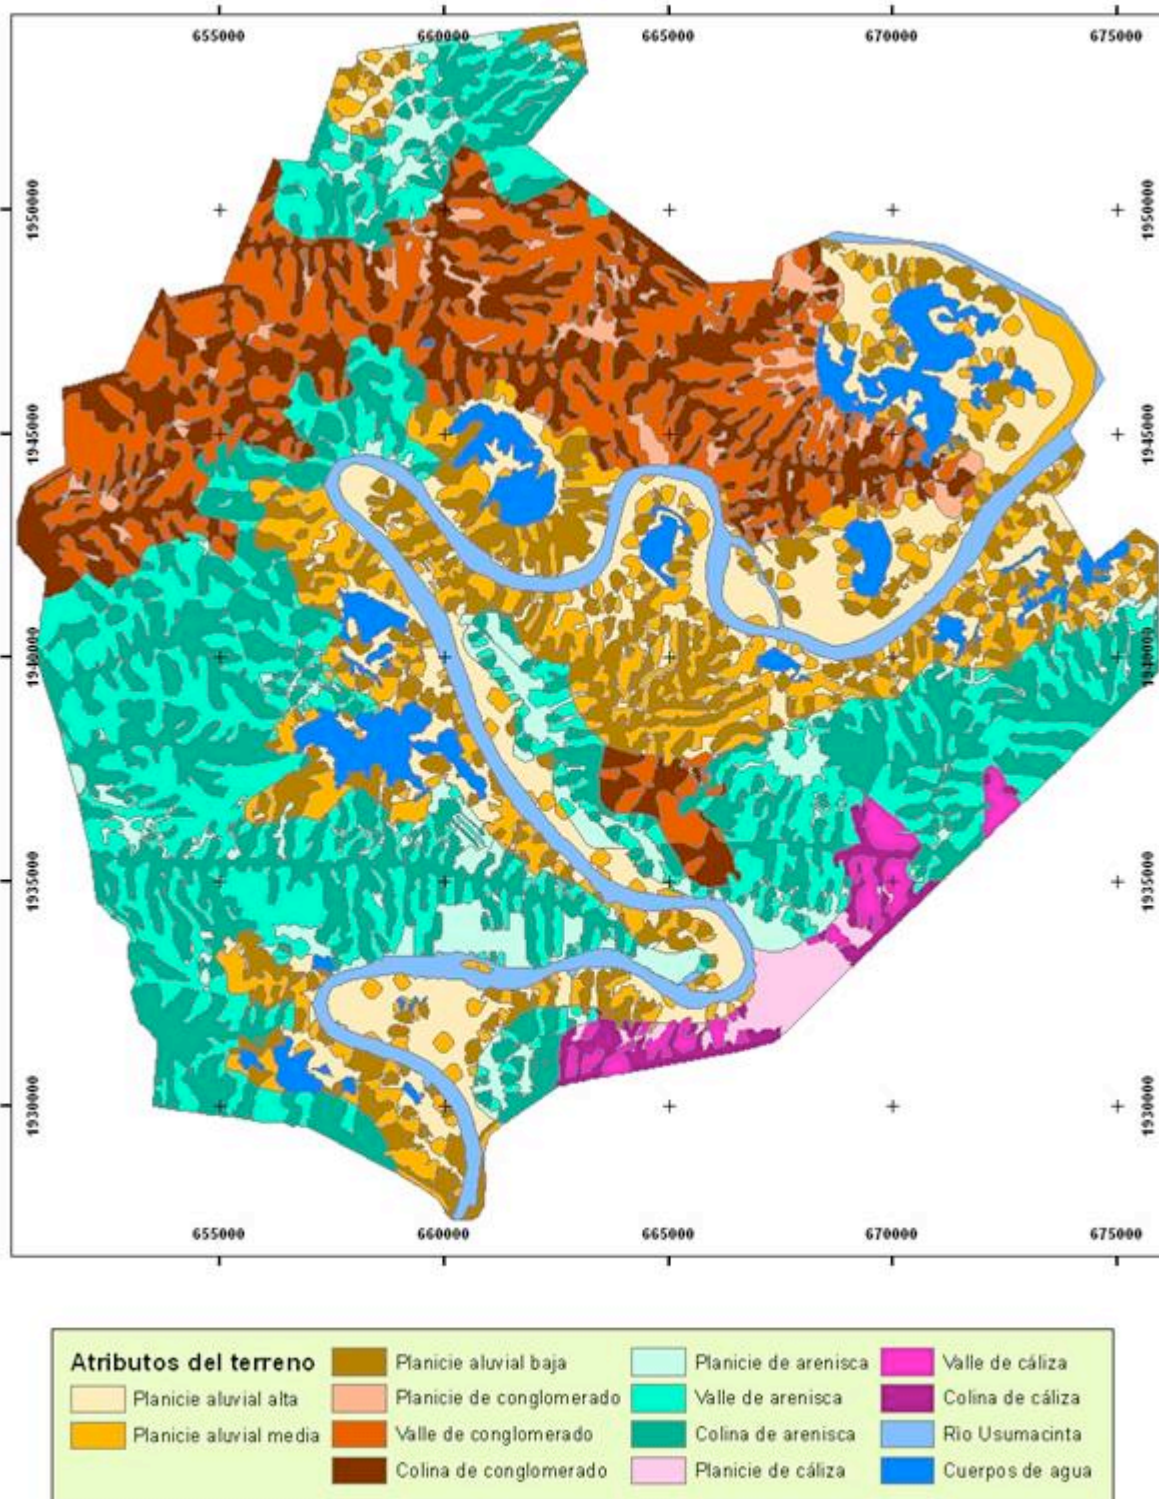 655000 660000 665000 670000 675000
1950000 1950000
1945000 1945000
1940000 1940000
1935000 1935000
1930000 1930000
655000 660000 665000 670000 675000
Atributos del terreno
Planicie aluvial alta
Planicie aluvial media
Planicie aluvial baja
Planicie de conglomerado
Valle de conglomerado
Colina de conglomerado
Planicie de arenisca
Valle de arenisca
Colina de arenisca
Planicie de cáliza
Valle de cáliza
Colina de cáliza
Río Usumacinta
Cuerpos de agua